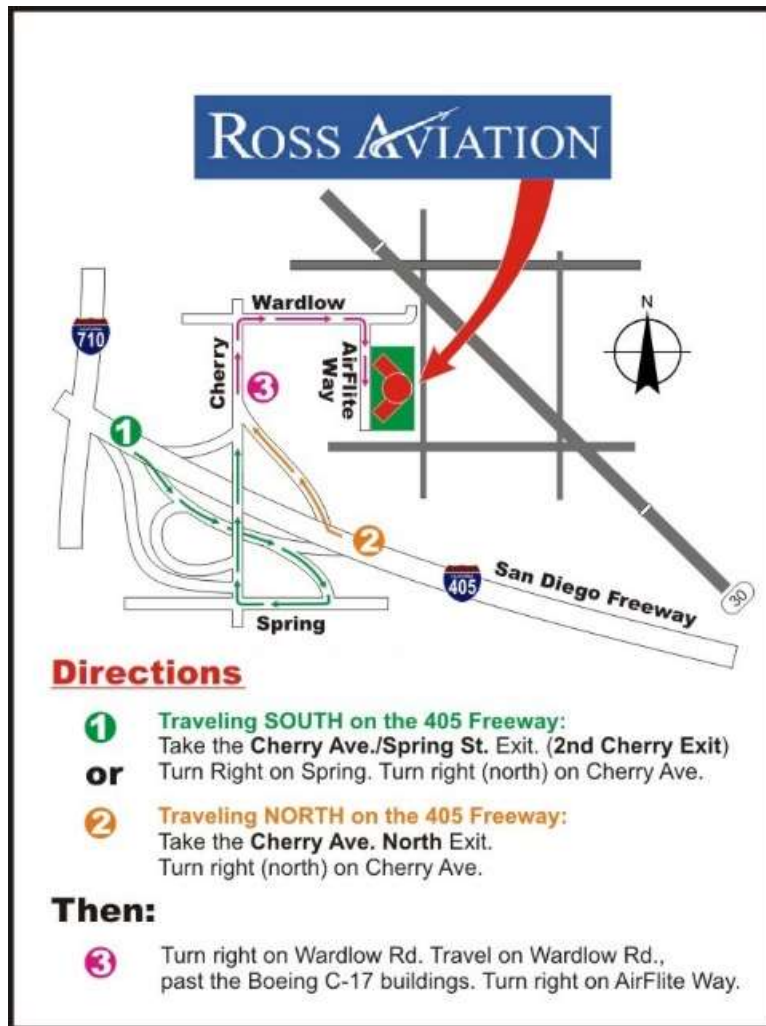 ROSS AVIATION
N
Wardlow
CALIFORNIA
710
Cherry
AirFlite
Way
3
1
2
CALIFORNIA
405
San Diego Freeway
30
Spring
Directions
1 Traveling SOUTH on the 405 Freeway:
Take the Cherry Ave./Spring St. Exit. (2nd Cherry Exit)
or Turn Right on Spring. Turn right (north) on Cherry Ave.
2 Traveling NORTH on the 405 Freeway:
Take the Cherry Ave. North Exit.
Turn right (north) on Cherry Ave.
Then:
3 Turn right on Wardlow Rd. Travel on Wardlow Rd.,
past the Boeing C-17 buildings. Turn right on AirFlite Way.